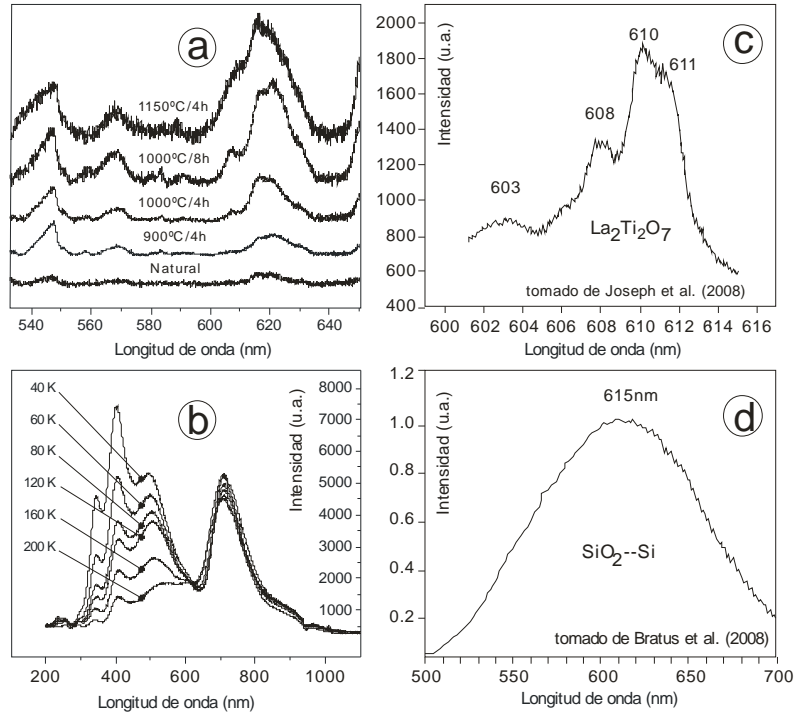 a
1150ºC/4h
1000ºC/8h
1000ºC/4h
900ºC/4h
Natural
540 560 580 600 620 640
Longitud de onda (nm)
c
Intensidad (u.a.)
2000
1800
1600
1400
1200
1000
800
600
400
603
608
610
611
La2Ti2O7
tomado de Joseph et al. (2008)
600 602 604 606 608 610 612 614 616
Longitud de onda (nm)
b
40 K
60 K
80 K
120 K
160 K
200 K
Intensidad (u.a.)
8000
7000
6000
5000
4000
3000
2000
1000
200 400 600 800 1000
Longitud de onda (nm)
d
Intensidad (u.a.)
1.2
1.0
0.8
0.6
0.4
0.2
615nm
SiO2--Si
tomado de Bratus et al. (2008)
500 550 600 650 700
Longitud de onda (nm)